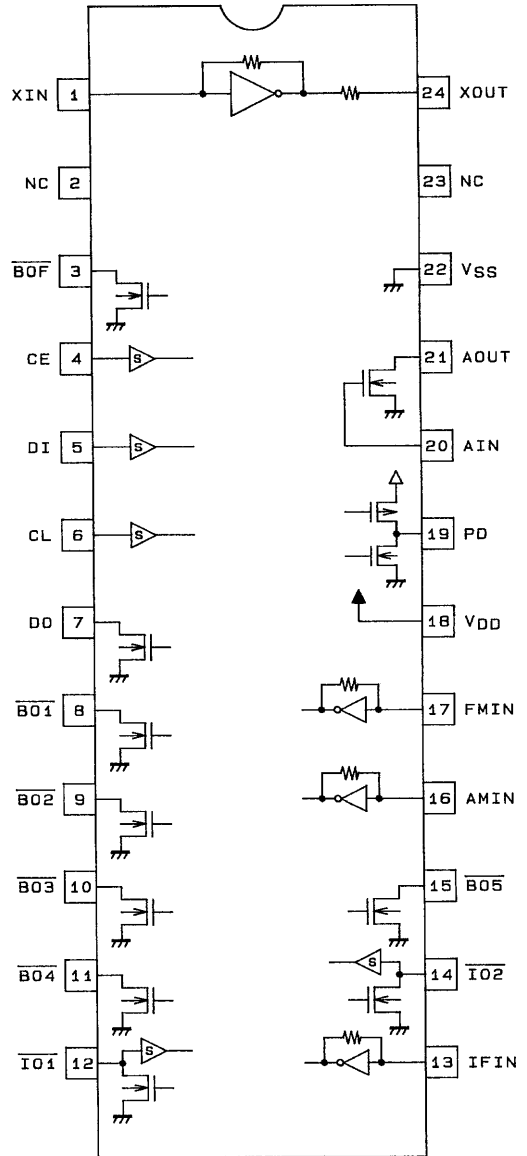 XIN 1 24 XOUT
NC 2 23 NC
B0F 3 22 VSS
CE 4 S 21 AOUT
DI 5 S 20 AIN
CL 6 S 19 PD
DO 7 18 VDD
BO1 8 17 FMIN
BO2 9 16 AMIN
BO3 10 15 BO5
BO4 11 S 14 IO2
IO1 12 S 13 IFIN